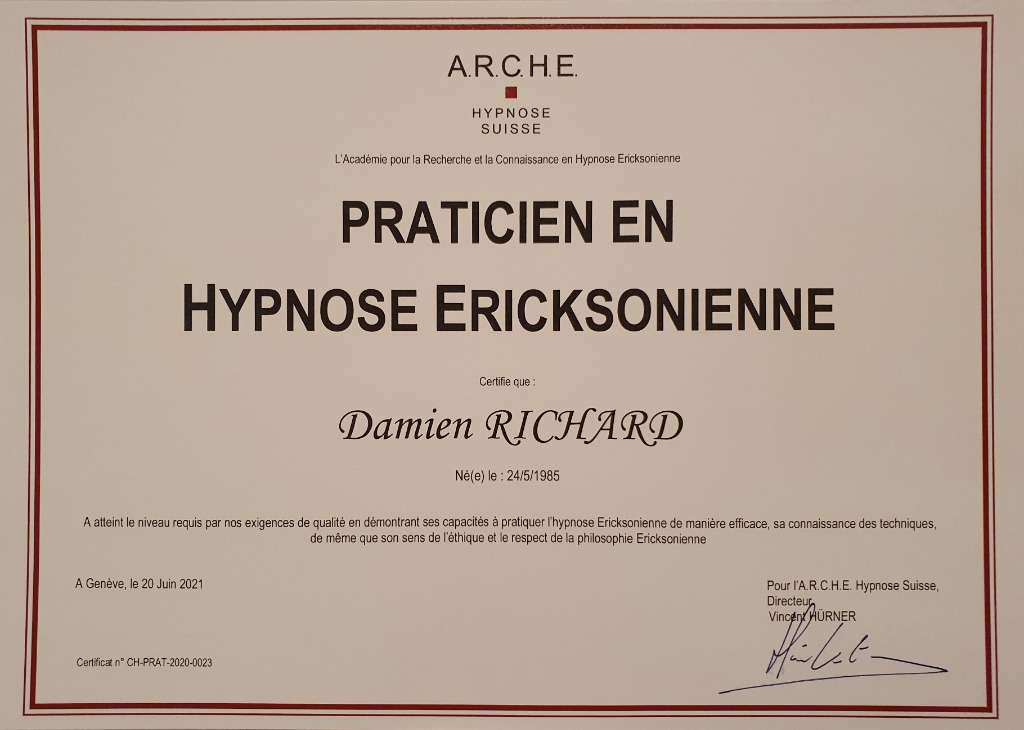 A.R.C.H.E.
HYPNOSE
SUISSE
L'Académie pour la Recherche et la Connaissance en Hypnose Ericksonienne
PRATICIEN EN
HYPNOSE ERICKSONIENNE
Certifie que :
Damien RICHARD
Né(e) le : 24/5/1985
A atteint le niveau requis par nos exigences de qualité en démontrant ses capacités à pratiquer l'hypnose Ericksonienne de manière efficace, sa connaissance des techniques,
de même que son sens de l'éthique et le respect de la philosophie Ericksonienne
A Genève, le 20 Juin 2021
Pour l'A.R.C.H.E. Hypnose Suisse,
Directeur,
Vincent HÜRNER
Certificat n° CH-PRAT-2020-0023